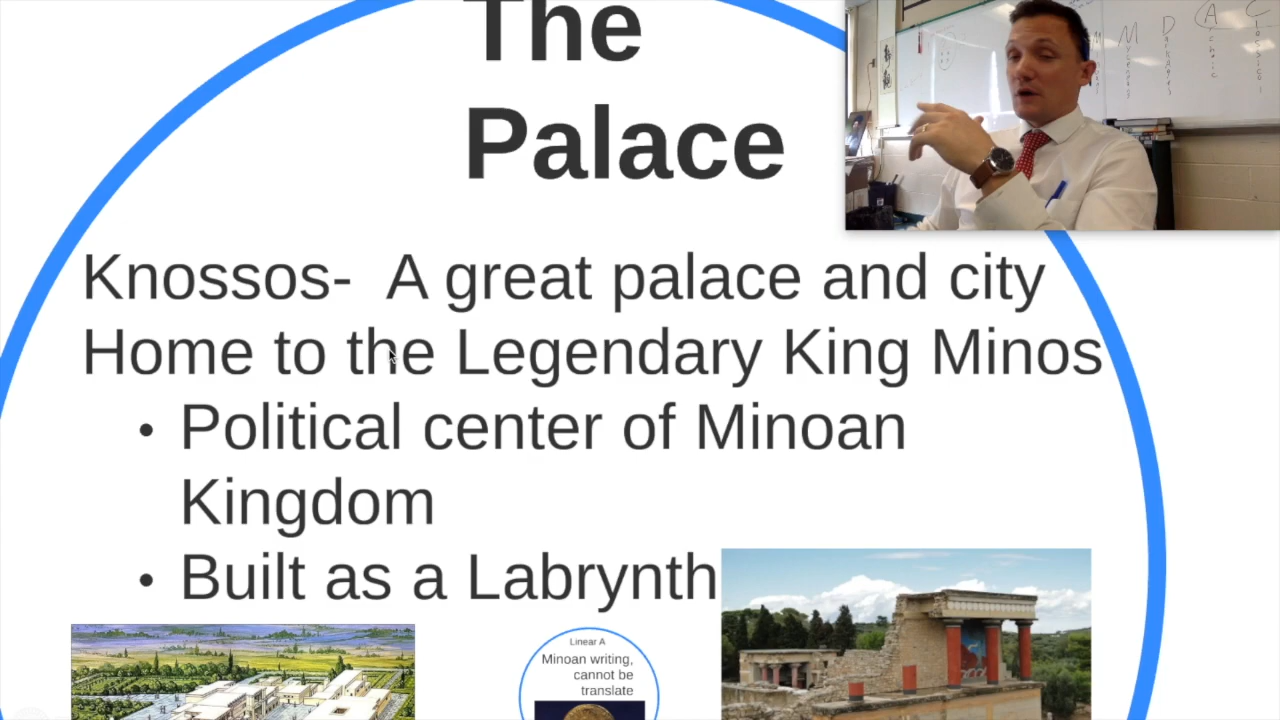 The
Palace
Knossos- A great palace and city
Home to the Legendary King Minos
• Political center of Minoan
Kingdom
• Built as a Labrynth
Linear A
Minoan writing,
cannot be
translate